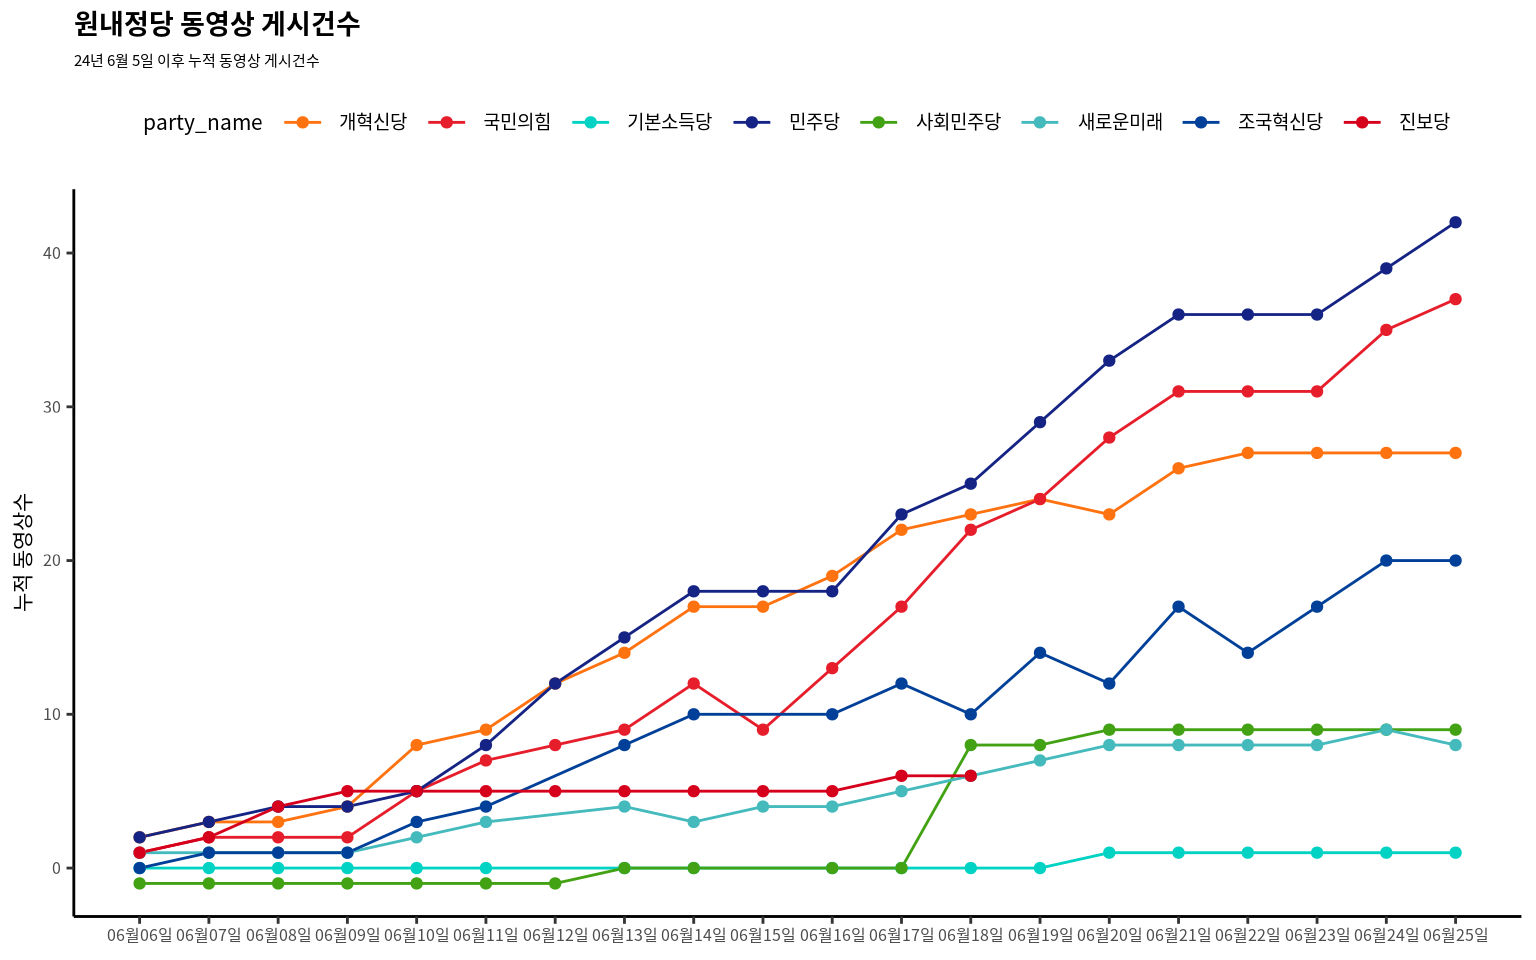 원내정당 동영상 게시건수
24년 6월 5일 이후 누적 동영상 게시건수
party_name 개혁신당 국민의힘 기본소득당 민주당 사회민주당 새로운미래 조국혁신당 진보당
누적 동영상수
40
30
20
10
0
06월06일 06월07일 06월08일 06월09일 06월10일 06월11일 06월12일 06월13일 06월14일 06월15일 06월16일 06월17일 06월18일 06월19일 06월20일 06월21일 06월22일 06월23일 06월24일 06월25일